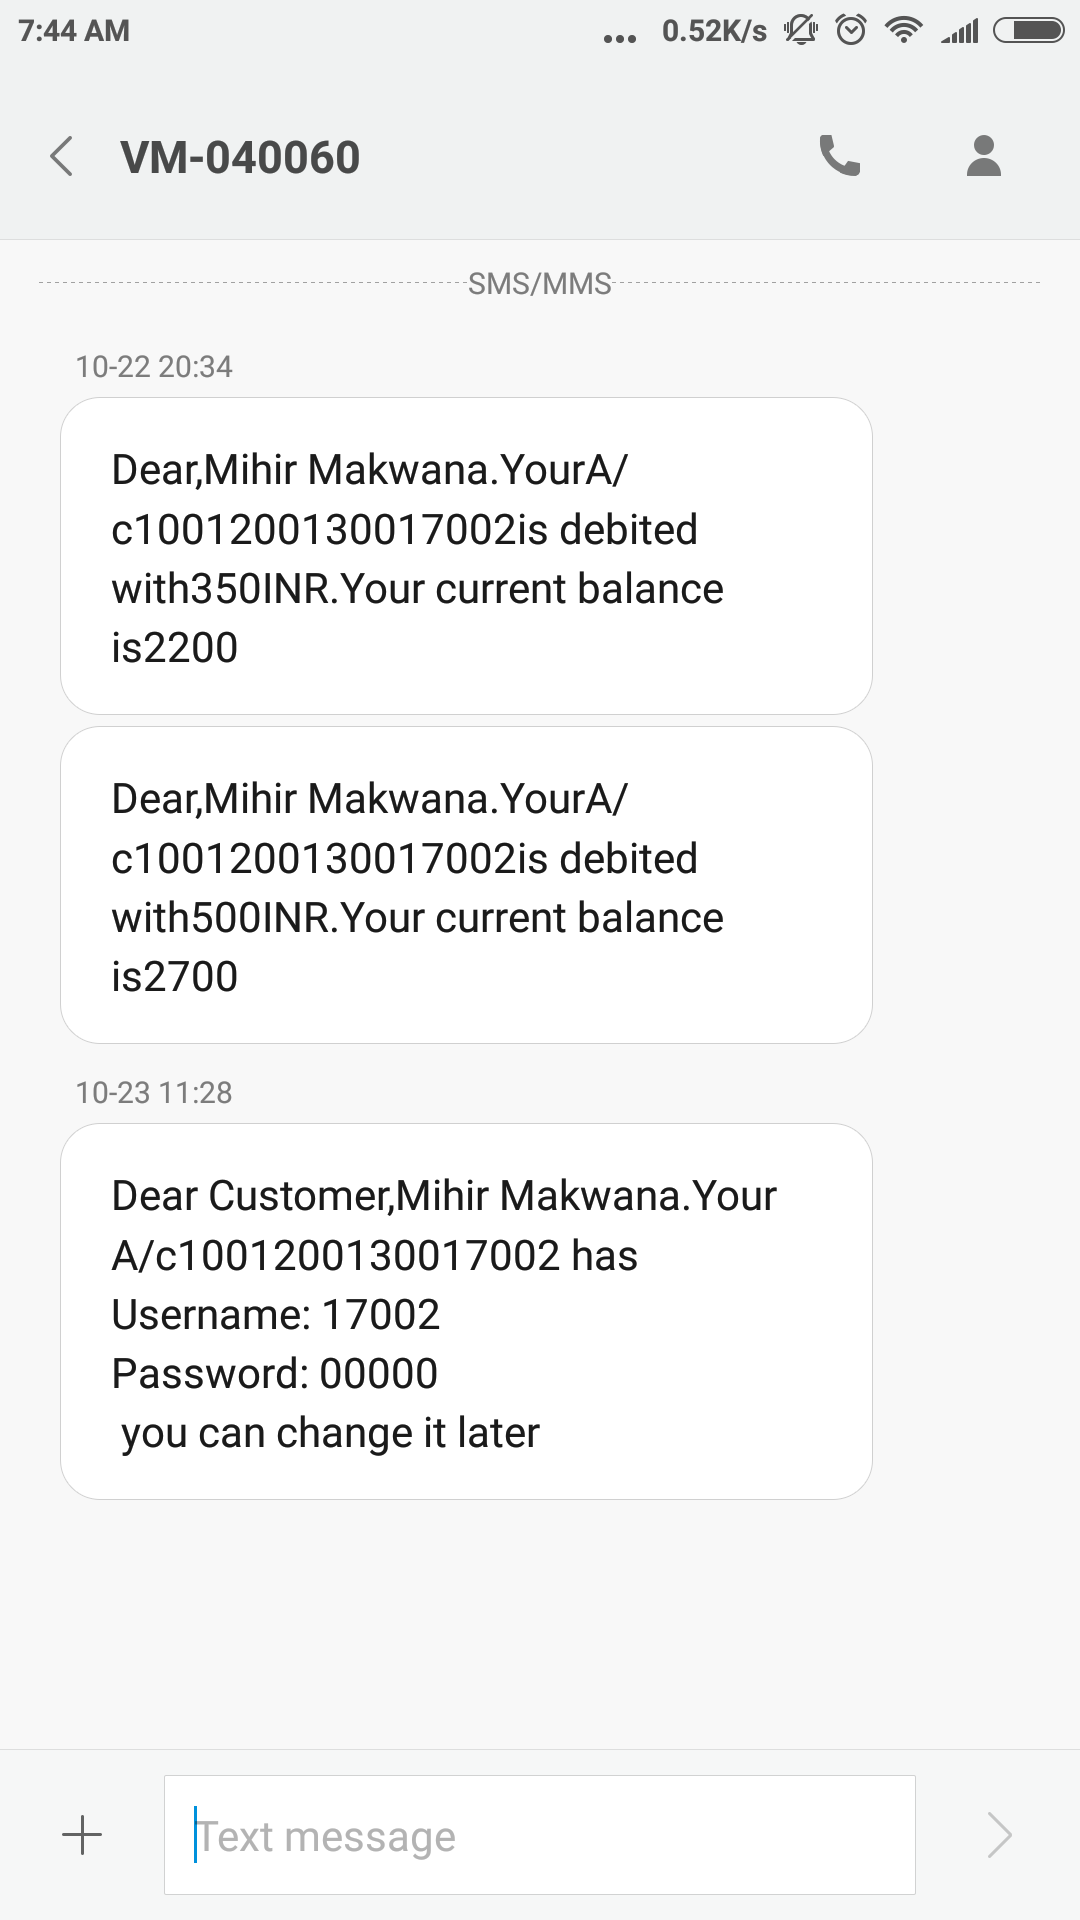 7:44 AM ... 0.52K/s
VM-040060
SMS/MMS
10-22 20:34
Dear,Mihir Makwana.YourA/
c1001200130017002is debited
with350INR.Your current balance
is2200
Dear,Mihir Makwana.YourA/
c1001200130017002is debited
with500INR.Your current balance
is2700
10-23 11:28
Dear Customer,Mihir Makwana.Your
A/c1001200130017002 has
Username: 17002
Password: 00000
you can change it later
Text message